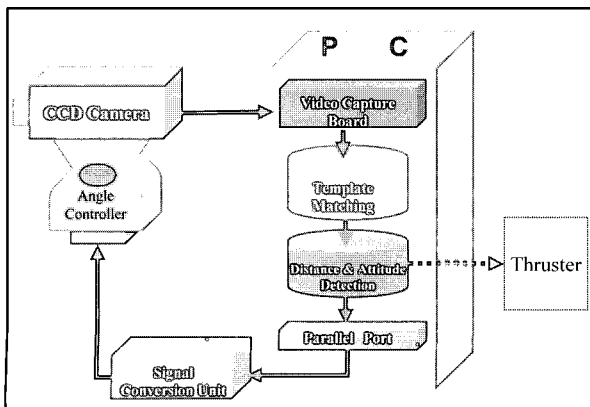 P C
CCD Camera
Video Capture
Board
Angle
Controller
Template
Matching
Distance & Attitude
Detection
Thruster
Parallel Port
Signal
Conversion Unit